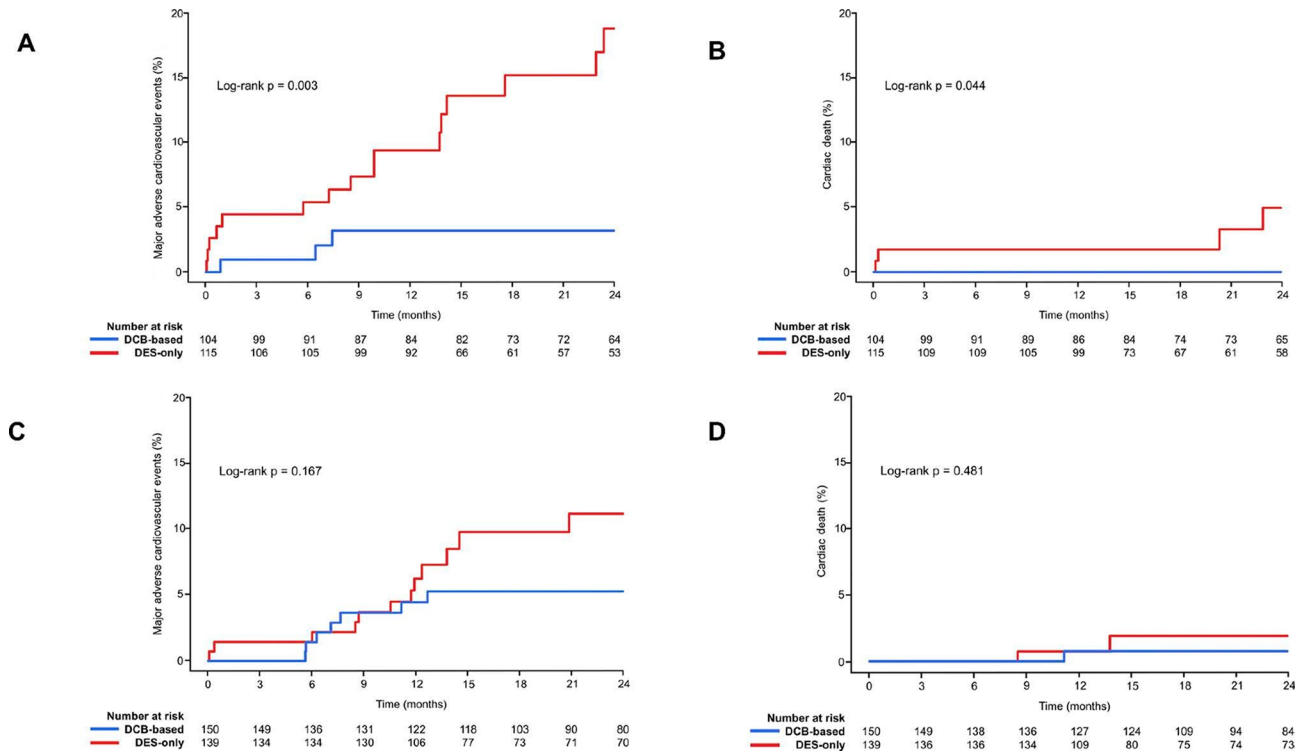 A
Major adverse cardiovascular events (%)
20
15
10
5
0
Log-rank p = 0.003
0 3 6 9 12 15 18 21 24
Time (months)
Number at risk
DCB-based 104 99 91 87 84 82 73 72 64
DES-only 115 106 105 99 92 66 61 57 53
B
Cardiac death (%)
20
15
10
5
0
Log-rank p = 0.044
0 3 6 9 12 15 18 21 24
Time (months)
Number at risk
DCB-based 104 99 91 89 86 84 74 73 65
DES-only 115 109 109 105 99 73 67 61 58
C
Major adverse cardiovascular events (%)
20
15
10
5
0
Log-rank p = 0.167
0 3 6 9 12 15 18 21 24
Time (months)
Number at risk
DCB-based 150 149 136 131 122 118 103 90 80
DES-only 139 134 134 130 106 77 73 71 70
D
Cardiac death (%)
20
15
10
5
0
Log-rank p = 0.481
0 3 6 9 12 15 18 21 24
Time (months)
Number at risk
DCB-based 150 149 138 136 127 124 109 94 84
DES-only 139 136 136 134 109 80 75 74 73